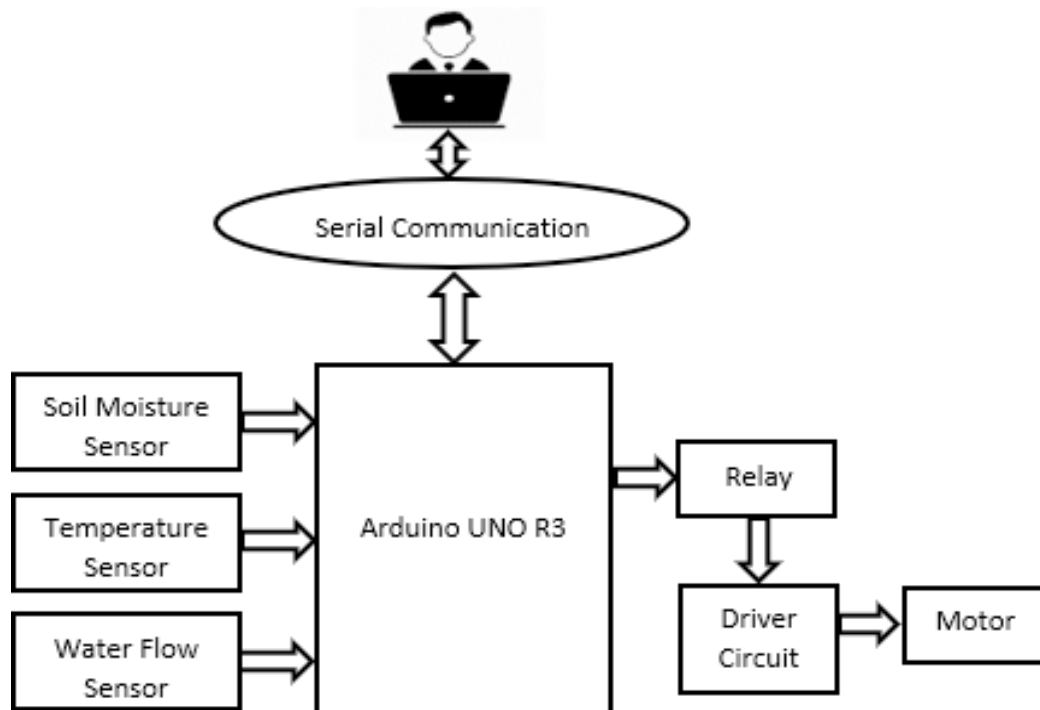 Serial Communication
Soil Moisture
Sensor
Temperature
Sensor
Water Flow
Sensor
Arduino UNO R3
Relay
Driver
Circuit
Motor